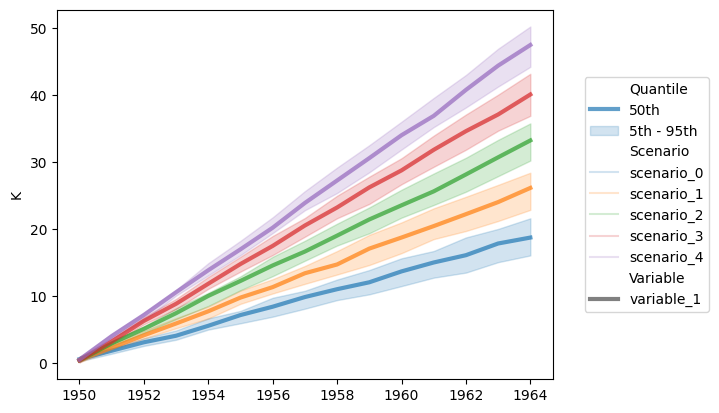 50
40
30
20
10
0
K
1950
1952
1954
1956
1958
1960
1962
1964
Quantile
50th
5th - 95th
Scenario
scenario_0
scenario_1
scenario_2
scenario_3
scenario_4
Variable
variable_1